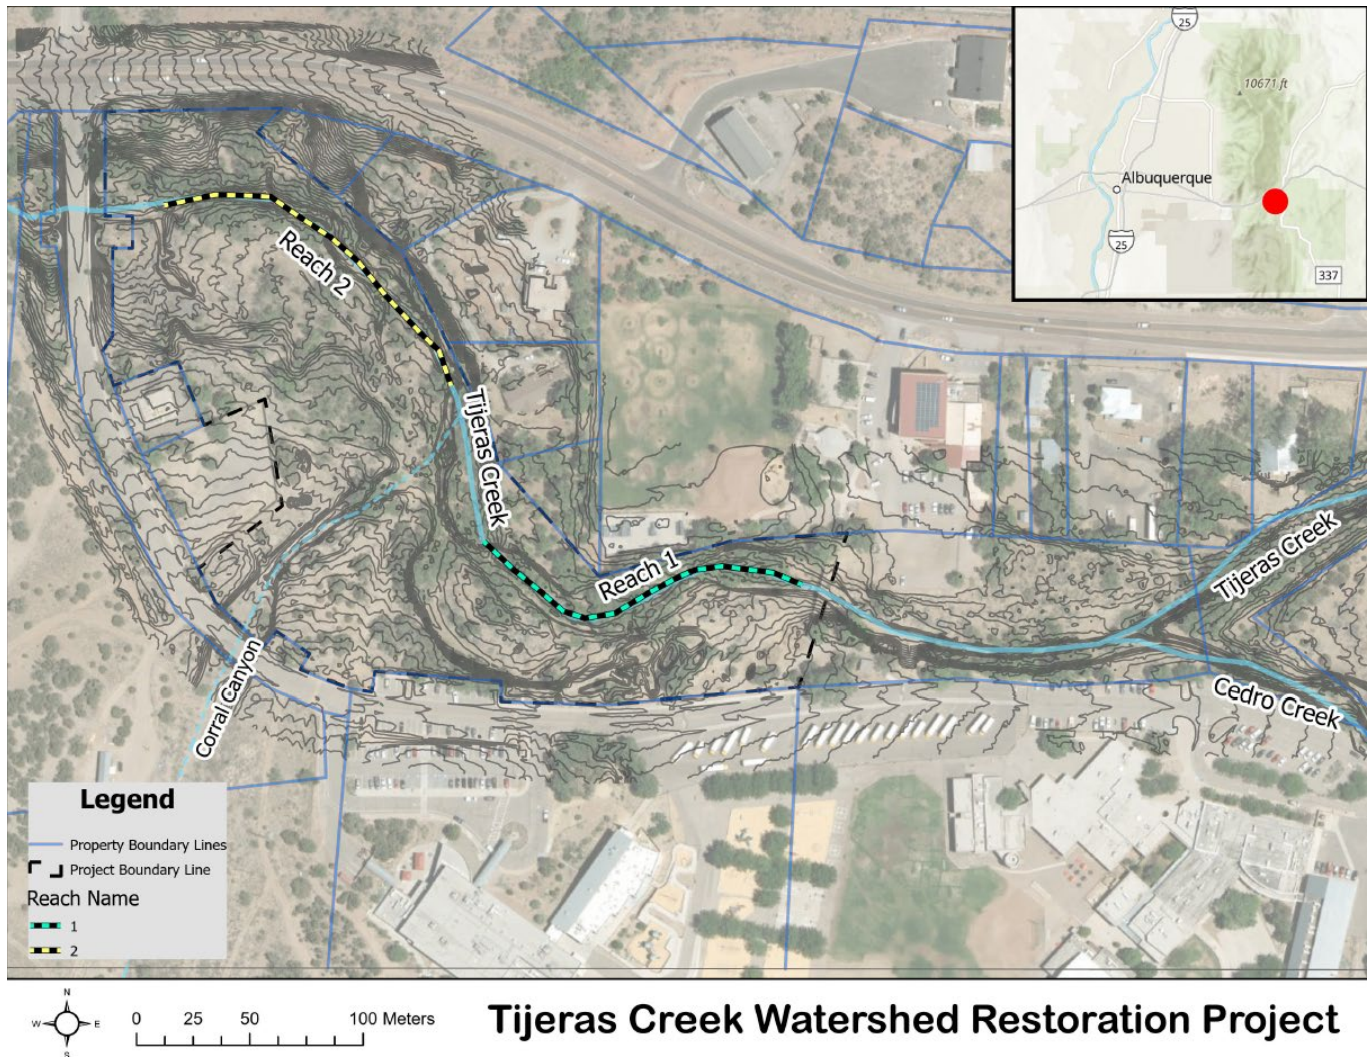 25
10671 ft
Albuquerque
25
337
Reach 2
Tijeras Creek
Reach 1
Tijeras Creek
Cedro Creek
Corral Canyon
Legend
Property Boundary Lines
Project Boundary Line
Reach Name
1
2
N
W E
S
0 25 50 100 Meters
Tijeras Creek Watershed Restoration Project